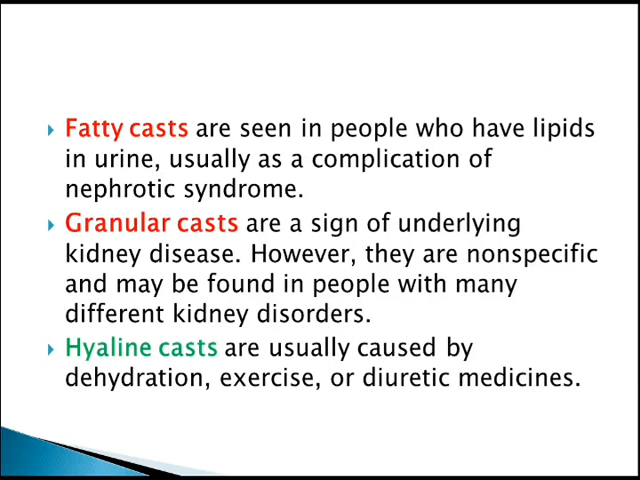 Fatty casts are seen in people who have lipids
in urine, usually as a complication of
nephrotic syndrome.
Granular casts are a sign of underlying
kidney disease. However, they are nonspecific
and may be found in people with many
different kidney disorders.
Hyaline casts are usually caused by
dehydration, exercise, or diuretic medicines.